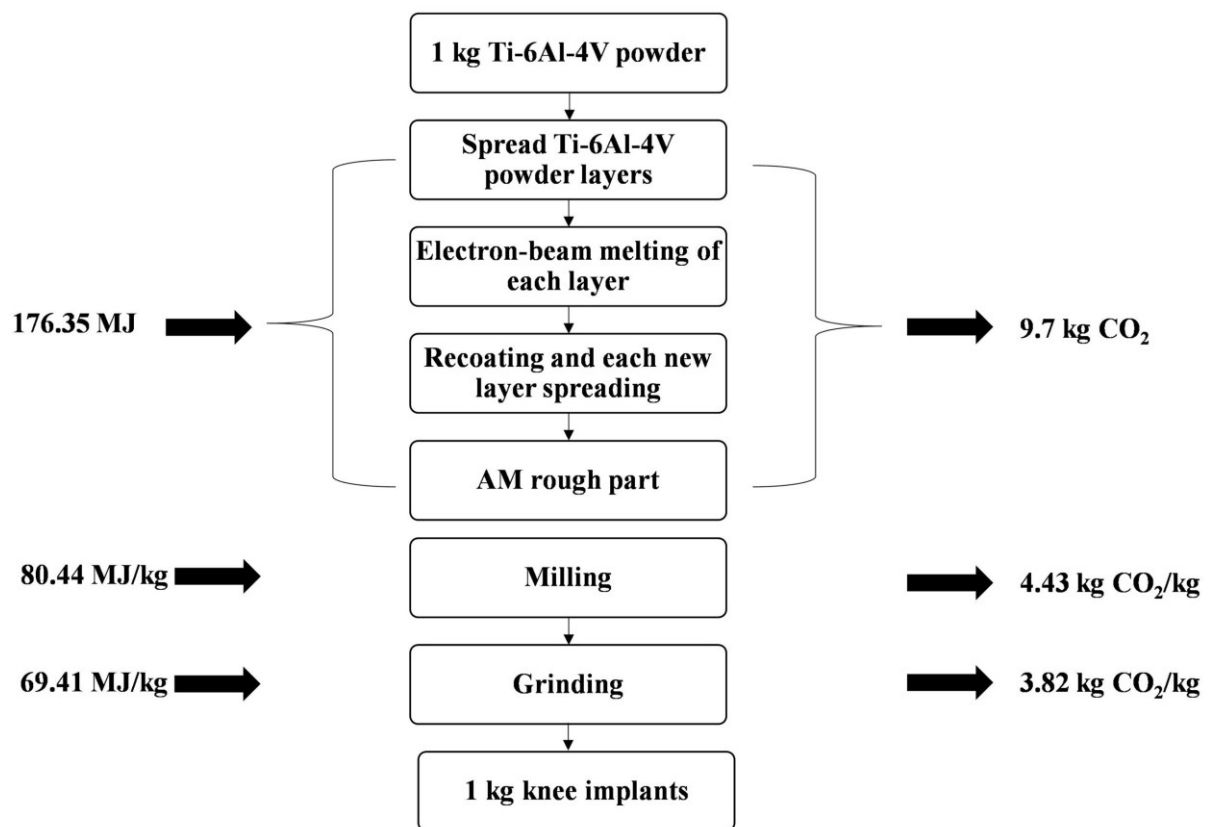 1 kg Ti-6Al-4V powder
Spread Ti-6Al-4V
powder layers
Electron-beam melting of
each layer
176.35 MJ
9.7 kg CO₂
Recoating and each new
layer spreading
AM rough part
80.44 MJ/kg
Milling
4.43 kg CO₂/kg
69.41 MJ/kg
Grinding
3.82 kg CO₂/kg
1 kg knee implants